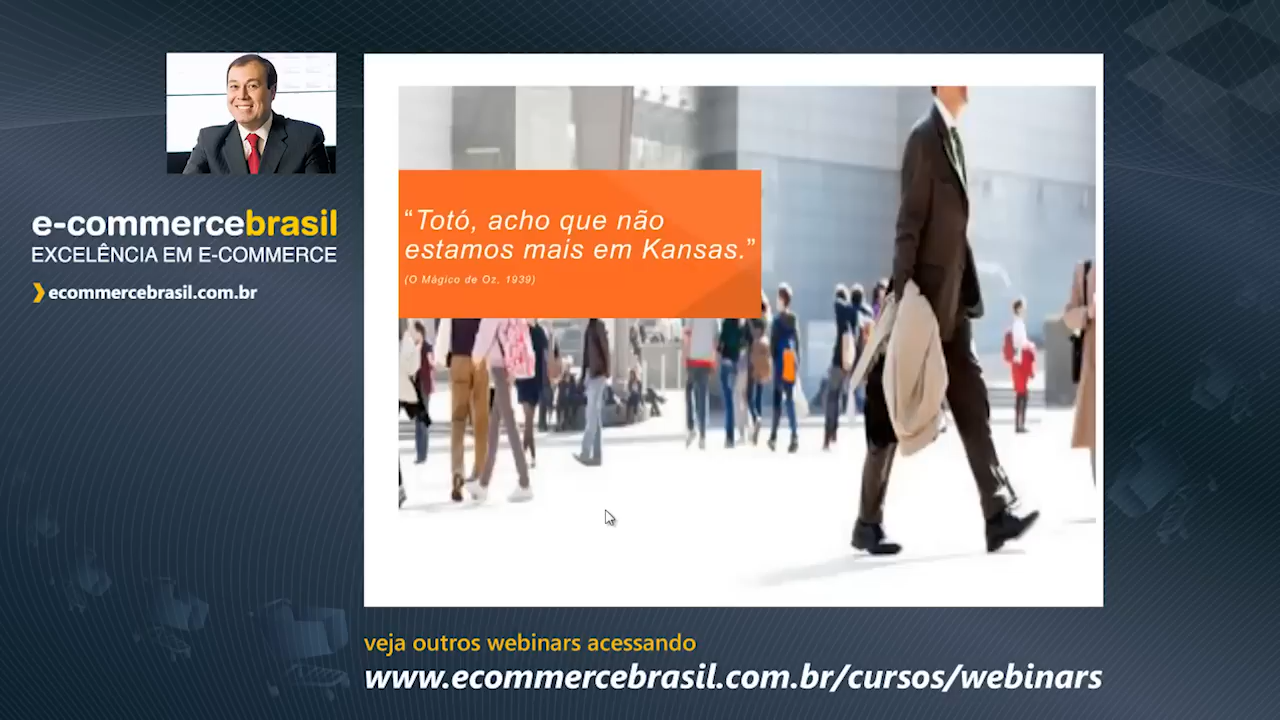 e-commercebrasil
EXCELÊNCIA EM E-COMMERCE
ecommercebrasil.com.br
“Totó, acho que não
estamos mais em Kansas.”
(O Mágico de Oz, 1939)
veja outros webinars acessando
www.ecommercebrasil.com.br/cursos/webinars